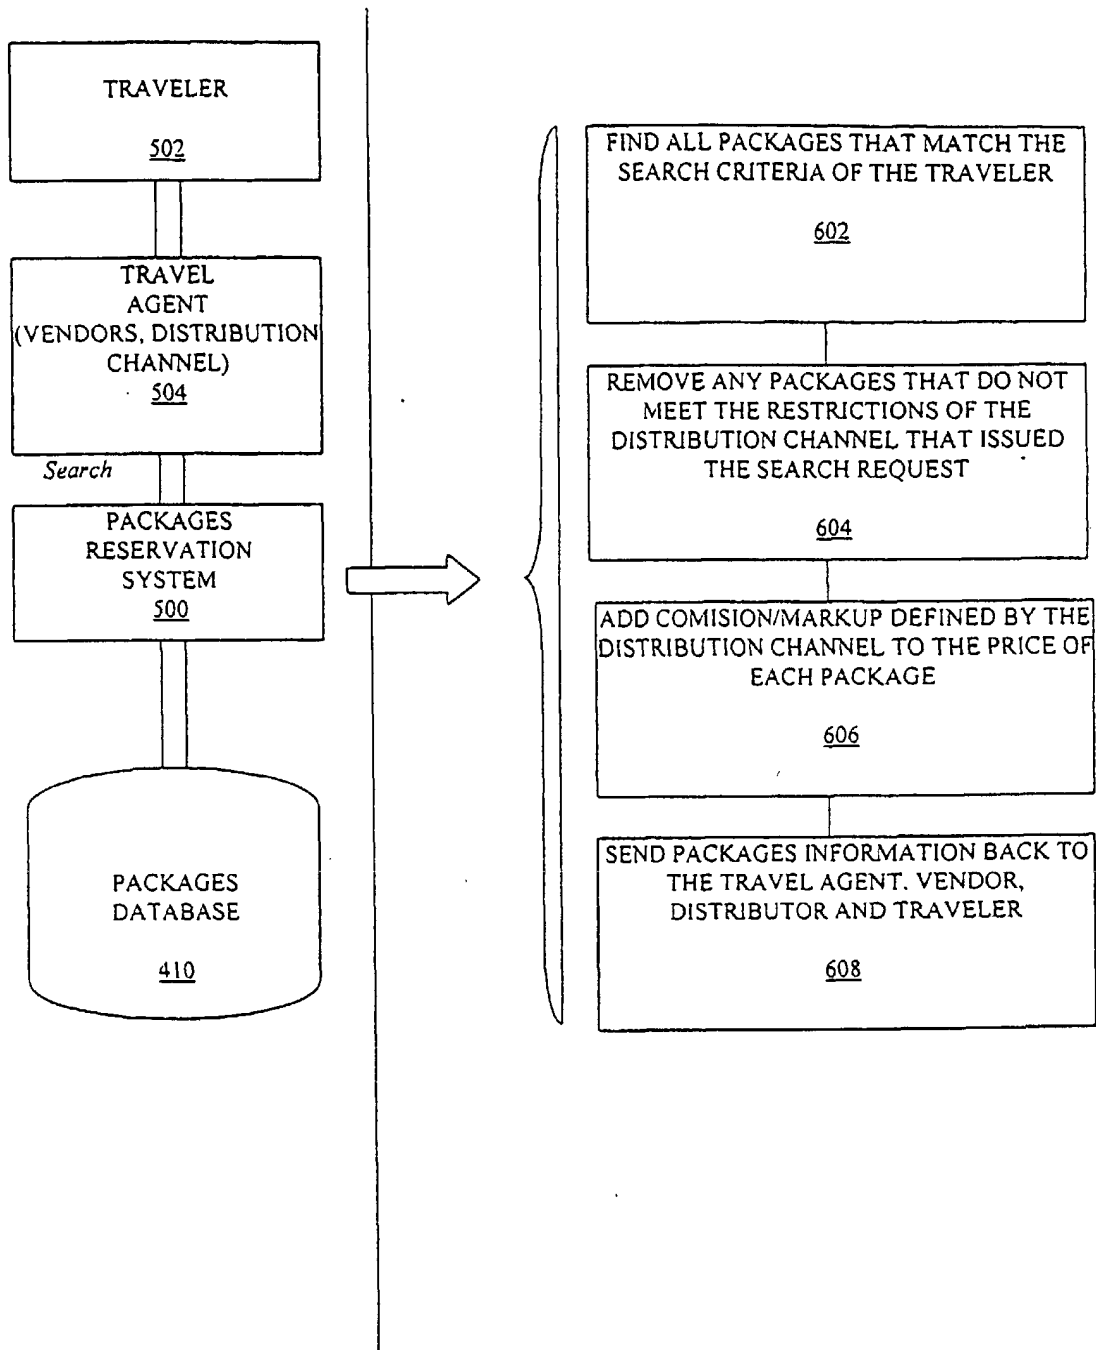 TRAVELER
502
TRAVEL
AGENT
(VENDORS, DISTRIBUTION
CHANNEL)
504
Search
PACKAGES
RESERVATION
SYSTEM
500
PACKAGES
DATABASE
410
FIND ALL PACKAGES THAT MATCH THE
SEARCH CRITERIA OF THE TRAVELER
602
REMOVE ANY PACKAGES THAT DO NOT
MEET THE RESTRICTIONS OF THE
DISTRIBUTION CHANNEL THAT ISSUED
THE SEARCH REQUEST
604
ADD COMISION/MARKUP DEFINED BY THE
DISTRIBUTION CHANNEL TO THE PRICE OF
EACH PACKAGE
606
SEND PACKAGES INFORMATION BACK TO
THE TRAVEL AGENT. VENDOR,
DISTRIBUTOR AND TRAVELER
608